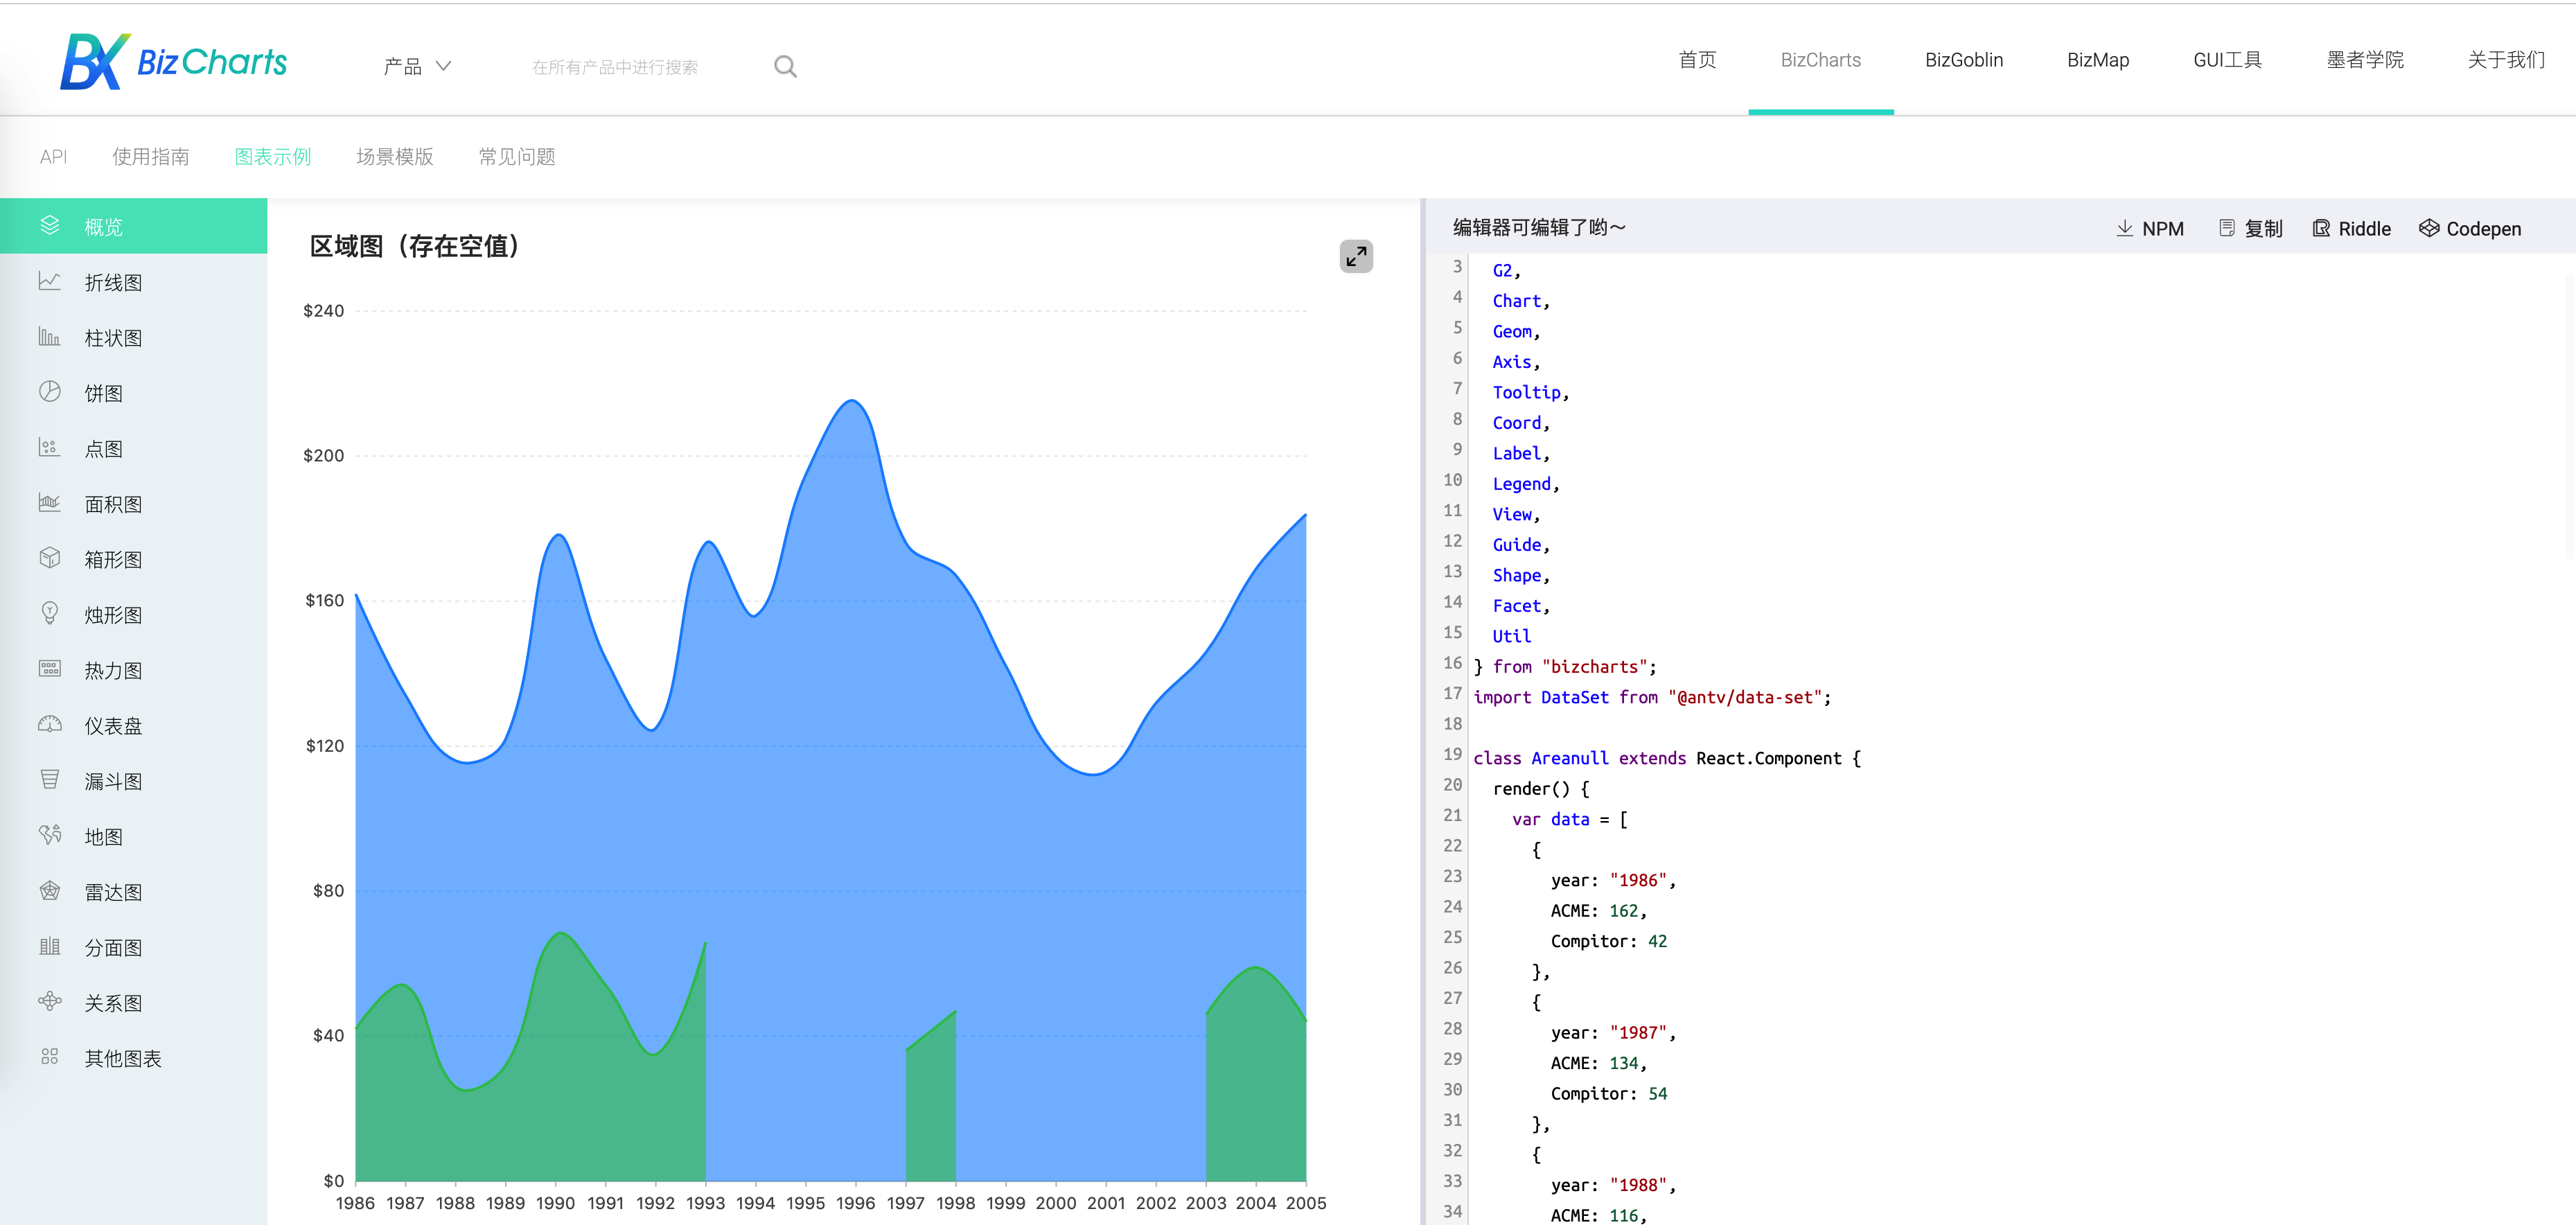 BX BizCharts 产品 在所有产品中进行搜索 首页 BizCharts BizGoblin BizMap GUI工具 墨者学院 关于我们
API 使用指南 图表示例 场景模版 常见问题
概览
折线图
柱状图
饼图
点图
面积图
箱形图
烛形图
热力图
仪表盘
漏斗图
地图
雷达图
分面图
关系图
其他图表
区域图（存在空值）
$240
$200
$160
$120
$80
$40
$0
1986 1987 1988 1989 1990 1991 1992 1993 1994 1995 1996 1997 1998 1999 2000 2001 2002 2003 2004 2005
编辑器可编辑了哟～ NPM 复制 Riddle Codepen
3 G2,
4 Chart,
5 Geom,
6 Axis,
7 Tooltip,
8 Coord,
9 Label,
10 Legend,
11 View,
12 Guide,
13 Shape,
14 Facet,
15 Util
16 } from "bizcharts";
17 import DataSet from "@antv/data-set";
18
19 class Areanull extends React.Component {
20 render() {
21 var data = [
22 {
23 year: "1986",
24 ACME: 162,
25 Compitor: 42
26 },
27 {
28 year: "1987",
29 ACME: 134,
30 Compitor: 54
31 },
32 {
33 year: "1988",
34 ACME: 116,